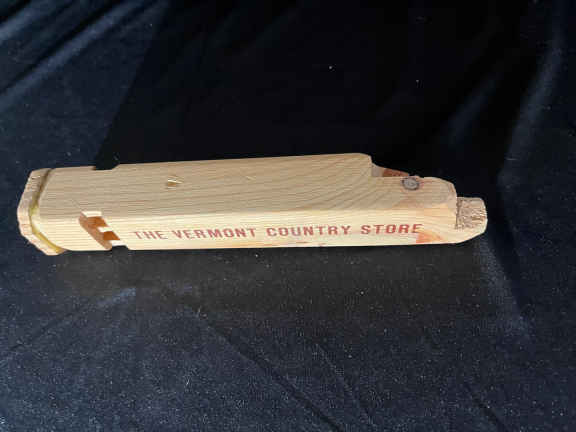 THE VERMONT COUNTRY STORE